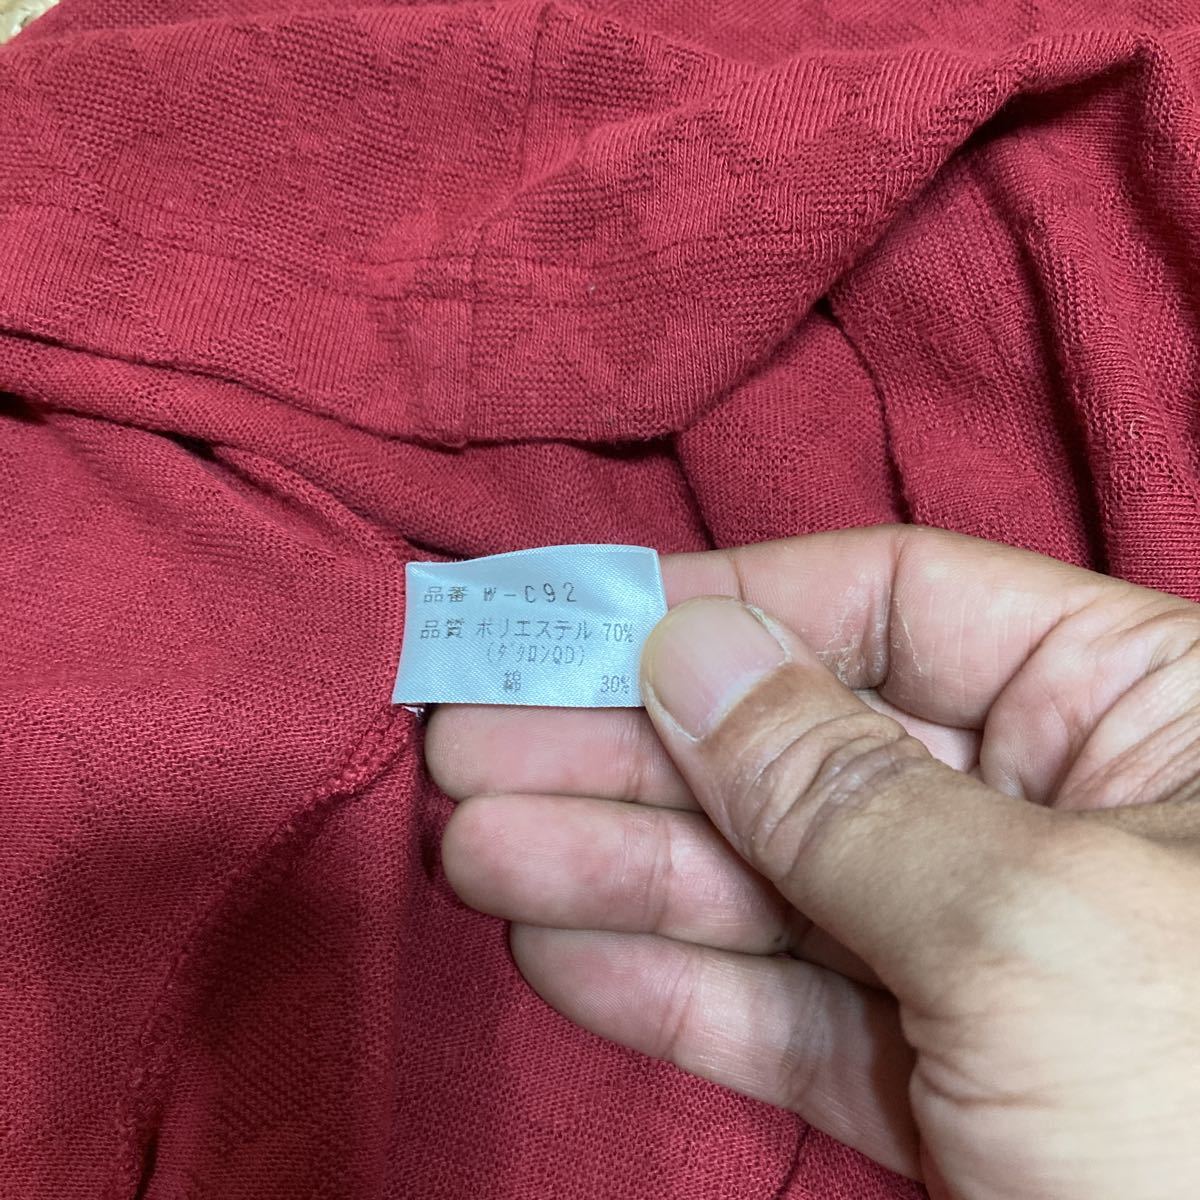 品番 W-C92
品質 ポリエステル 70%
(ダクロンQD)
綿 30%